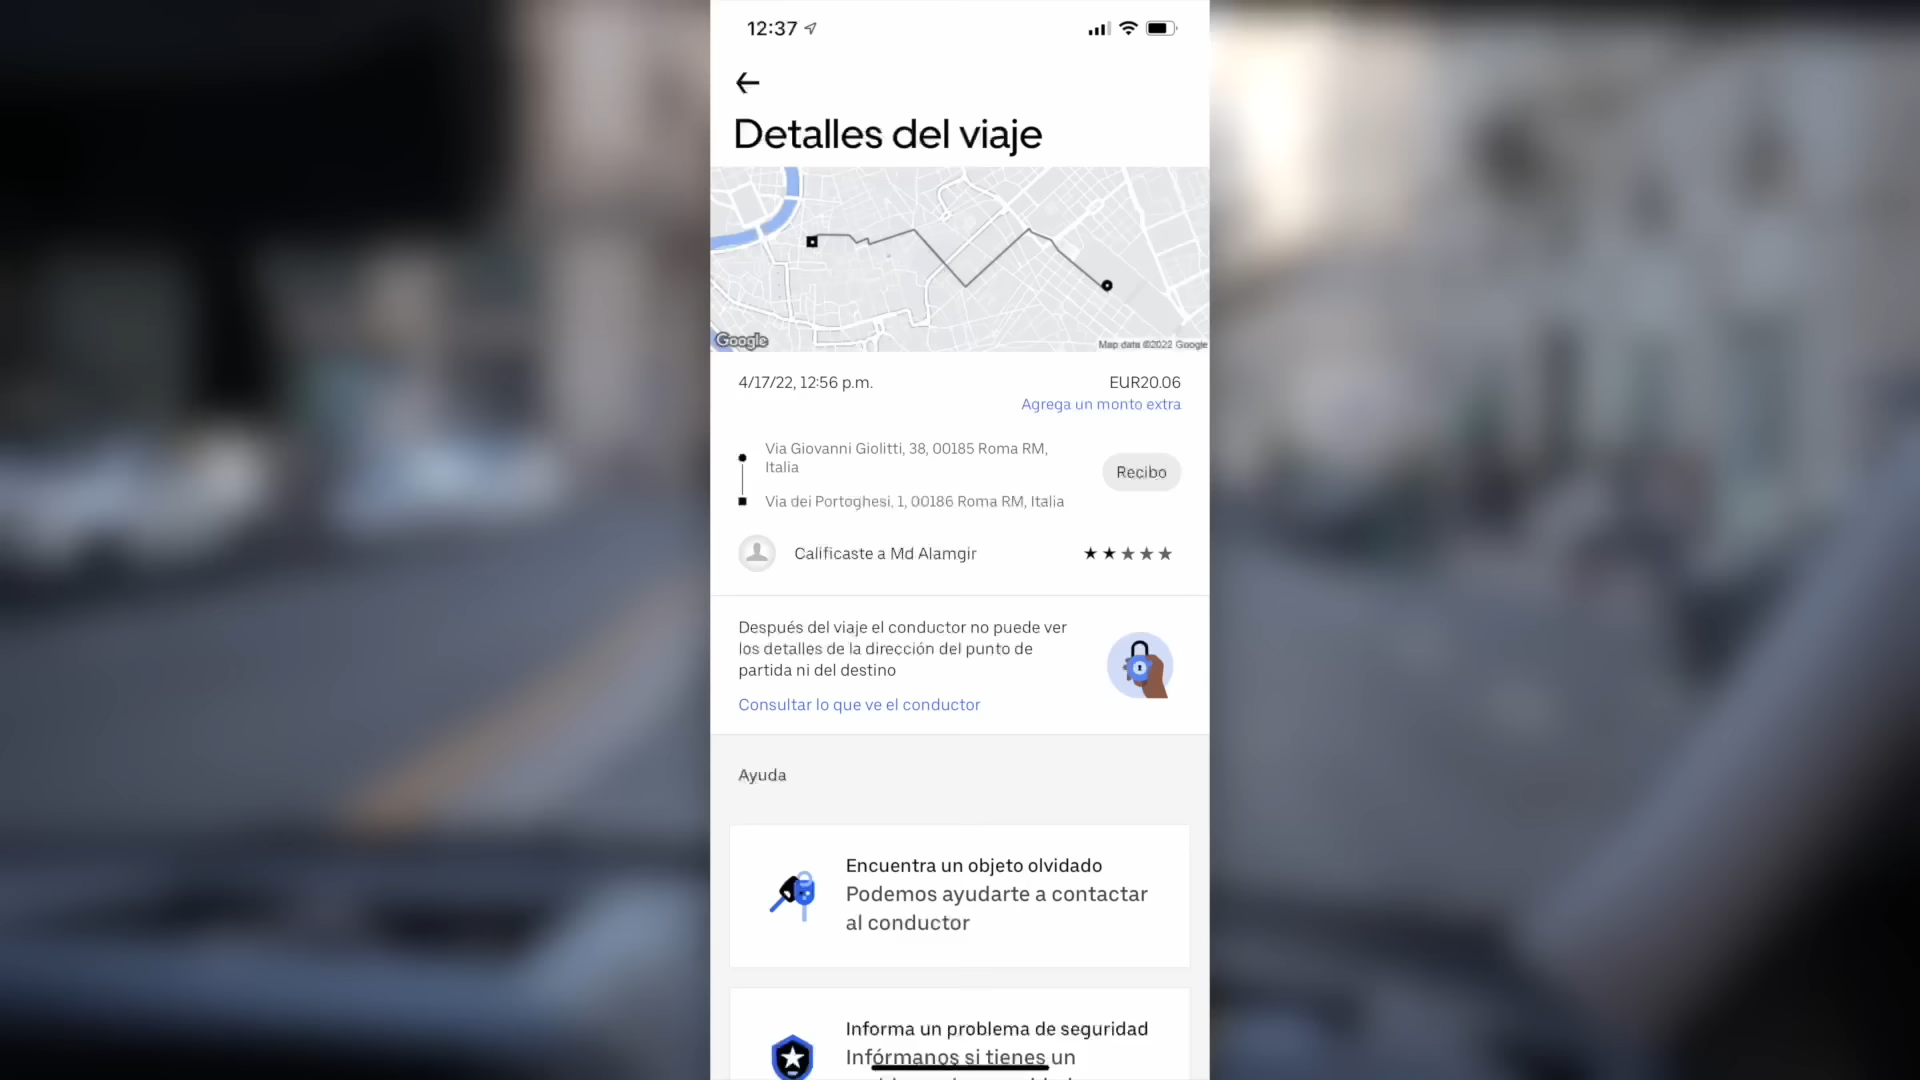 12:37
Detalles del viaje
Google
Map data ©2022 Google
4/17/22, 12:56 p.m.
EUR20.06
Agrega un monto extra
Via Giovanni Giolitti, 38, 00185 Roma RM,
Italia
Via dei Portoghesi, 1, 00186 Roma RM, Italia
Recibo
Calificaste a Md Alamgir
Después del viaje el conductor no puede ver
los detalles de la dirección del punto de
partida ni del destino
Consultar lo que ve el conductor
Ayuda
Encuentra un objeto olvidado
Podemos ayudarte a contactar
al conductor
Informa un problema de seguridad
Infórmanos si tienes un